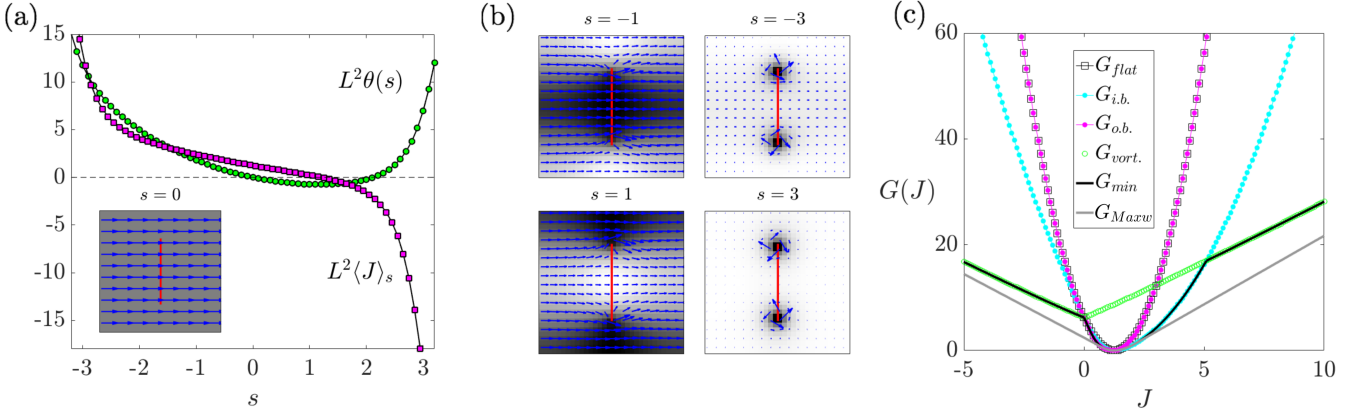 (a)
15
10
5
0
-5
-10
-15
-3
-2
-1
0
1
2
3
s
L²θ(s)
L²⟨J⟩ₛ
s = 0
(b)
s = −1
s = −3
s = 1
s = 3
(c)
60
40
20
0
-5
0
5
10
G(J)
J
G_flat
G_i.b.
G_o.b.
G_vort.
G_min
G_Maxw